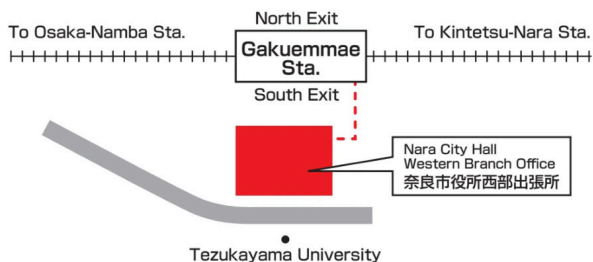 North Exit
To Osaka-Namba Sta.
To Kintetsu-Nara Sta.
Gakuemmae
Sta.
South Exit
Nara City Hall
Western Branch Office
奈良市役所西部出張所
Tezukayama University